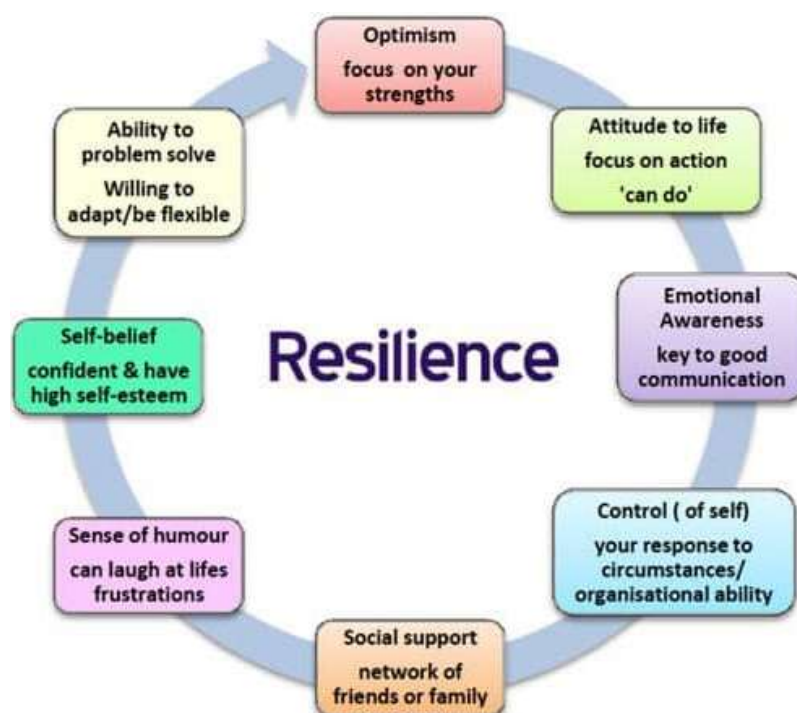 Optimism
focus on your
strengths
Attitude to life
focus on action
'can do'
Emotional
Awareness
key to good
communication
Control ( of self)
your response to
circumstances/
organisational ability
Social support
network of
friends or family
Sense of humour
can laugh at lifes
frustrations
Self-belief
confident & have
high self-esteem
Ability to
problem solve
Willing to
adapt/be flexible
Resilience